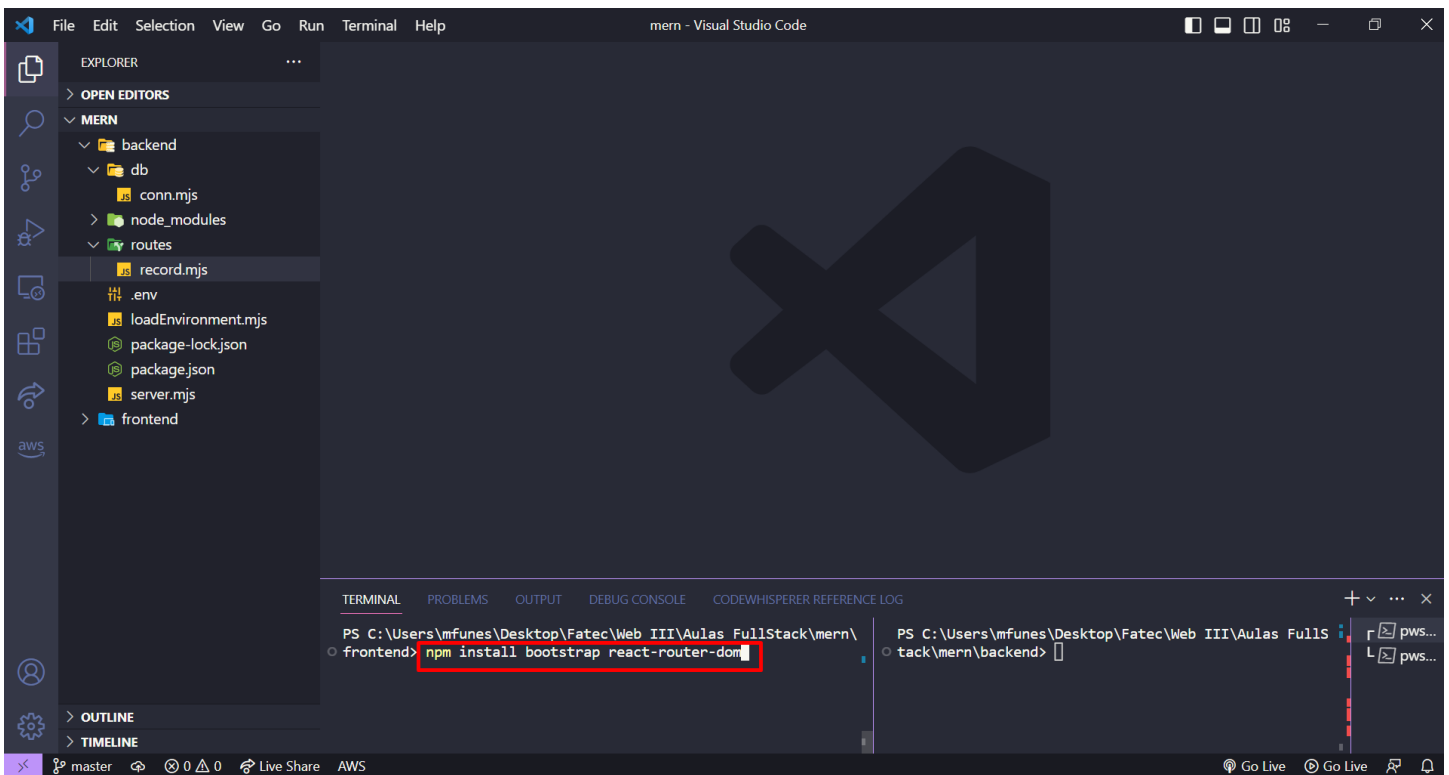 File Edit Selection View Go Run Terminal Help
mern - Visual Studio Code
EXPLORER
OPEN EDITORS
MERN
backend
db
JS conn.mjs
node_modules
routes
JS record.mjs
.env
JS loadEnvironment.mjs
package-lock.json
package.json
JS server.mjs
frontend
aws
OUTLINE
TIMELINE
TERMINAL PROBLEMS OUTPUT DEBUG CONSOLE CODEWHISPERER REFERENCE LOG
PS C:\Users\mfunes\Desktop\Fatec\Web III\Aulas FullStack\mern\
frontend> npm install bootstrap react-router-dom
PS C:\Users\mfunes\Desktop\Fatec\Web III\Aulas FullS
tack\mern\backend>
pws...
pws...
master 0 0 Live Share AWS
Go Live Go Live